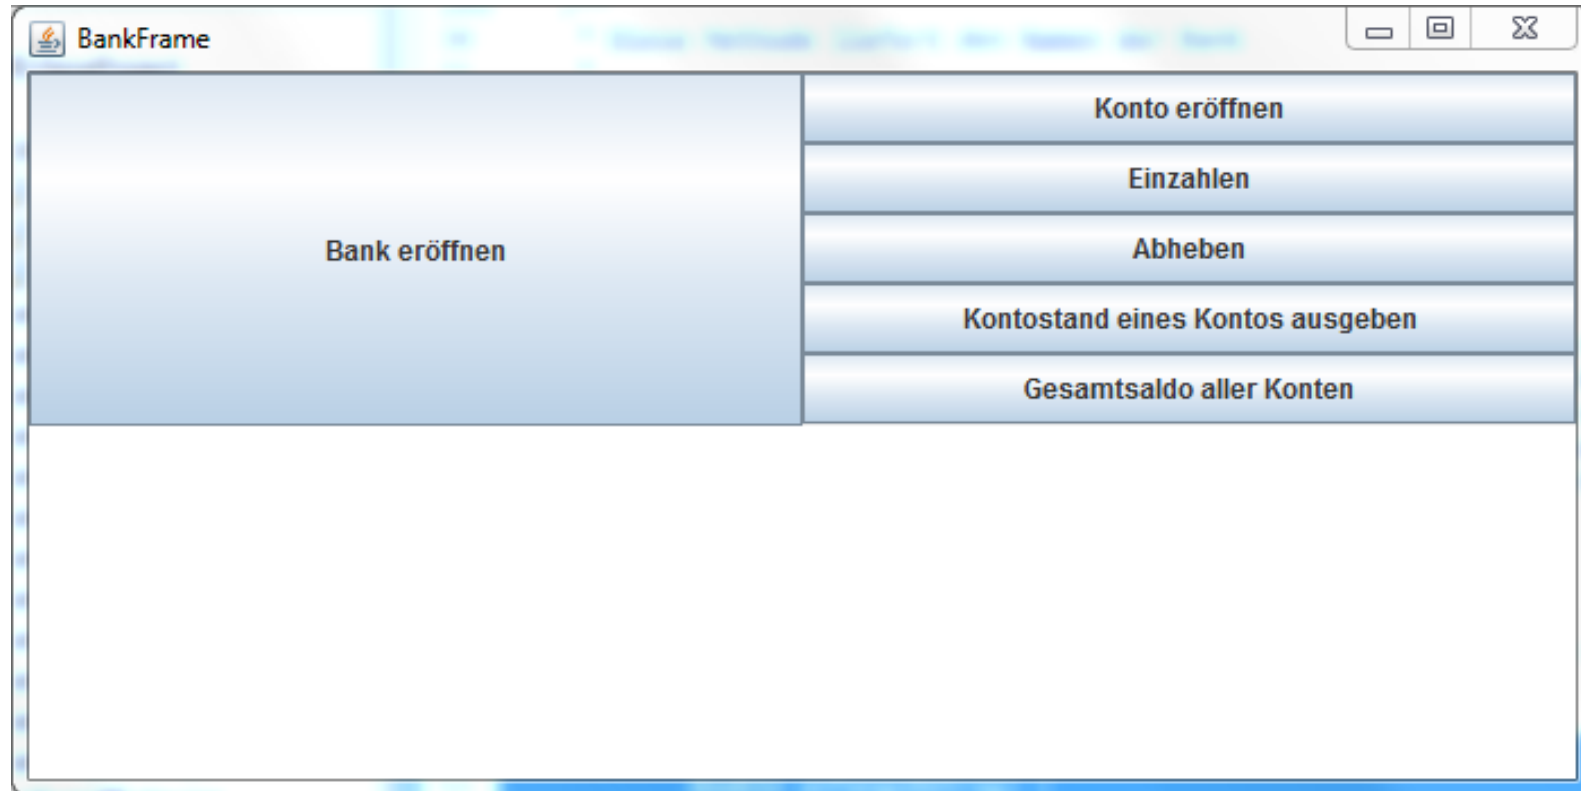 BankFrame
Bank eröffnen
Konto eröffnen
Einzahlen
Abheben
Kontostand eines Kontos ausgeben
Gesamtsaldo aller Konten